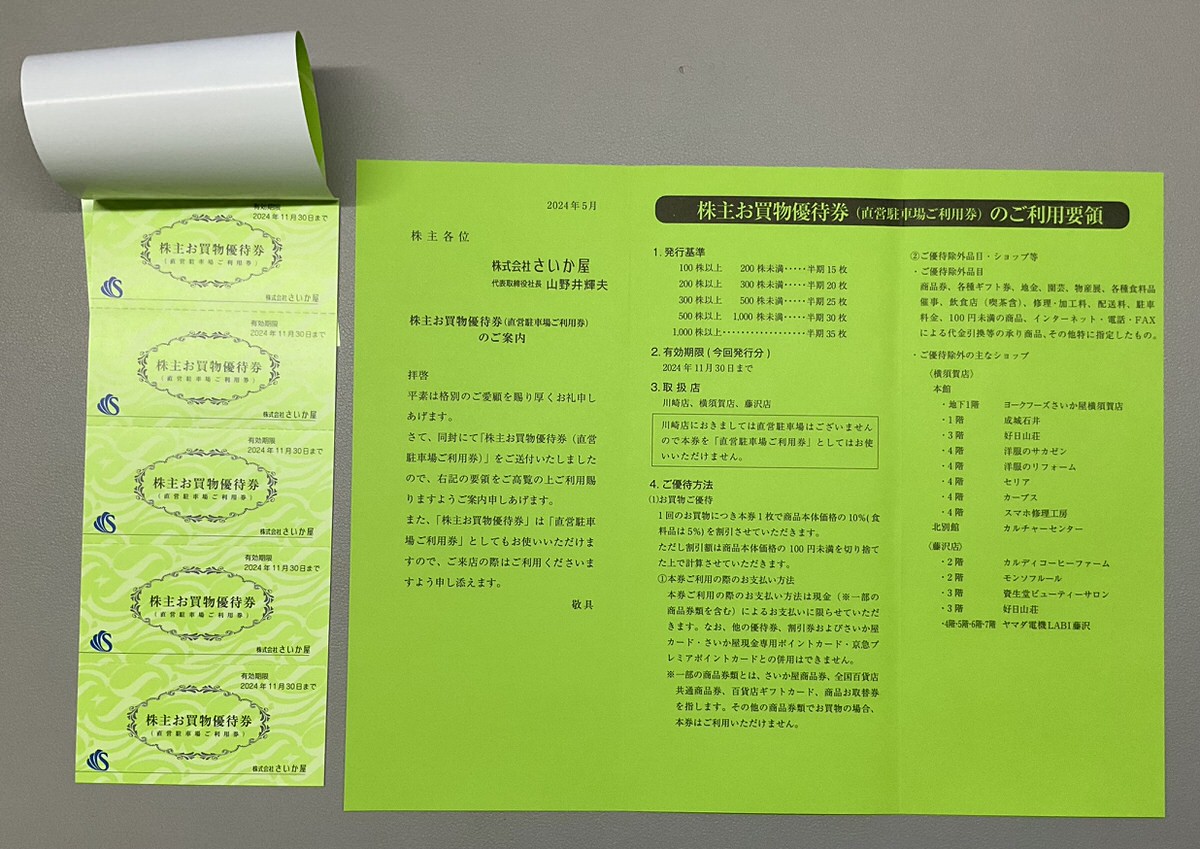 有効期限
2024年11月30日まで
株主お買物優待券
(直営駐車場ご利用券)
株式会社さいか屋
有効期限
2024年11月30日まで
株主お買物優待券
(直営駐車場ご利用券)
株式会社さいか屋
有効期限
2024年11月30日まで
株主お買物優待券
(直営駐車場ご利用券)
株式会社さいか屋
有効期限
2024年11月30日まで
株主お買物優待券
(直営駐車場ご利用券)
株式会社さいか屋
有効期限
2024年11月30日まで
株主お買物優待券
(直営駐車場ご利用券)
株式会社さいか屋
2024年5月
株主各位
株式会社さいか屋
代表取締役社長 山野井輝夫
株主お買物優待券(直営駐車場ご利用券)
のご案内
拝啓
平素は格別のご愛顧を賜り厚くお礼申し
あげます。
さて、同封にて「株主お買物優待券(直営
駐車場ご利用券)」をご送付いたしました
ので、右記の要領をご高覧の上ご利用賜
りますようご案内申しあげます。
また、「株主お買物優待券」は「直営駐車
場ご利用券」としてもお使いいただけま
すので、ご来店の際はご利用くださいま
すよう申し添えます。
敬具
株主お買物優待券(直営駐車場ご利用券)のご利用要領
1. 発行基準
100株以上 200株未満‥‥‥半期15枚
200株以上 300株未満‥‥‥半期20枚
300株以上 500株未満‥‥‥半期25枚
500株以上 1,000株未満‥‥‥半期30枚
1,000株以上‥‥‥‥‥‥‥‥‥半期35枚
2. 有効期限(今回発行分)
2024年11月30日まで
3. 取扱店
川崎店、横須賀店、藤沢店
川崎店におきましては直営駐車場はございません
ので本券を「直営駐車場ご利用券」としてはお使
いいただけません。
4. ご優待方法
(1)お買物ご優待
1回のお買物につき本券1枚で商品本体価格の10%(食
料品は5%)を割引させていただきます。
ただし割引額は商品本体価格の100円未満を切り捨て
た上で計算させていただきます。
①本券ご利用の際のお支払い方法
本券ご利用の際のお支払い方法は現金(※一部の
商品券類を含む)によるお支払いに限らせていただ
きます。なお、他の優待券、割引券およびさいか屋
カード・さいか屋現金専用ポイントカード・京急プ
レミアポイントカードとの併用はできません。
※一部の商品券類とは、さいか屋商品券、全国百貨店
共通商品券、百貨店ギフトカード、商品お取替券
を指します。その他の商品券類でお買物の場合、
本券はご利用いただけません。
②ご優待除外品目・ショップ等
・ご優待除外品目
商品券、各種ギフト券、地金、園芸、物産展、各種食料品
催事、飲食店(喫茶含)、修理・加工料、配送料、駐車
料金、100円未満の商品、インターネット・電話・FAX
による代金引換等の承り商品、その他特に指定したもの。
・ご優待除外の主なショップ
〈横須賀店〉
本館
・地下1階 ヨークフーズさいか屋横須賀店
・1階 成城石井
・3階 好日山荘
・4階 洋服のサカゼン
・4階 洋服のリフォーム
・4階 セリア
・4階 カーブス
・4階 スマホ修理工房
北別館 カルチャーセンター
〈藤沢店〉
・2階 カルディコーヒーファーム
・2階 モンソフルール
・3階 資生堂ビューティーサロン
・3階 好日山荘
・4階・5階・6階・7階 ヤマダ電機LABI藤沢